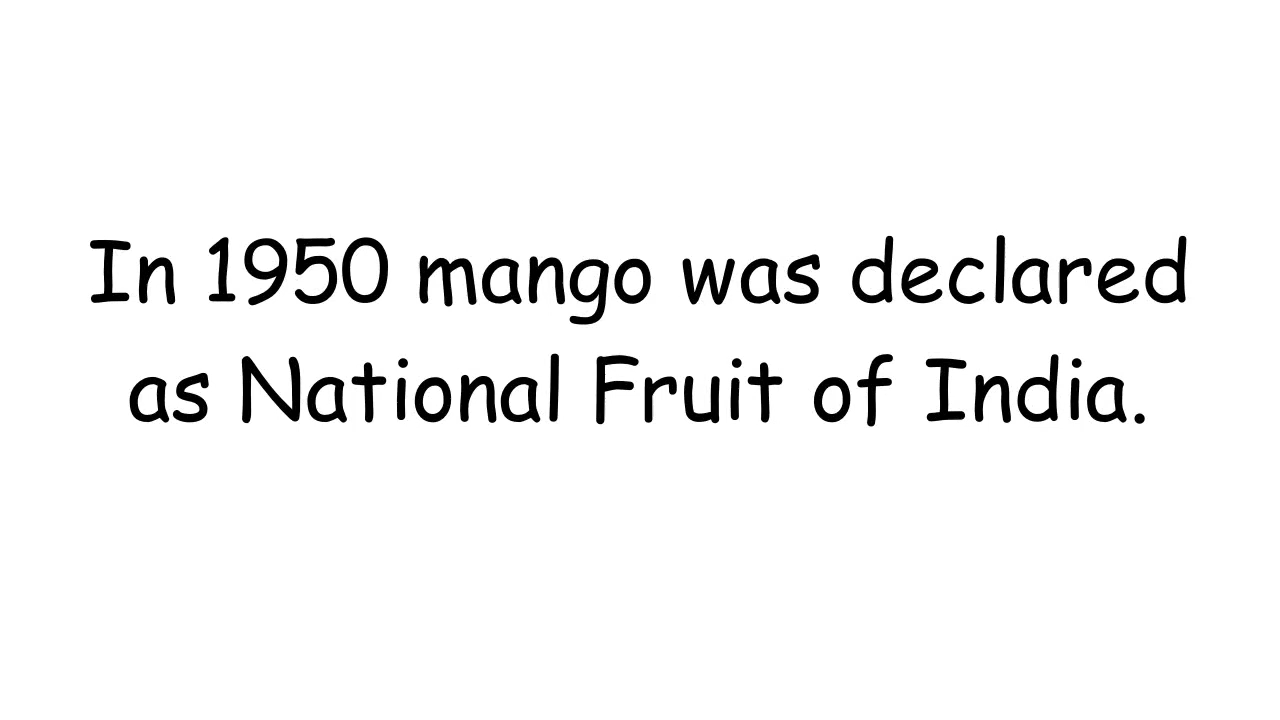 In 1950 mango was declared
as National Fruit of India.